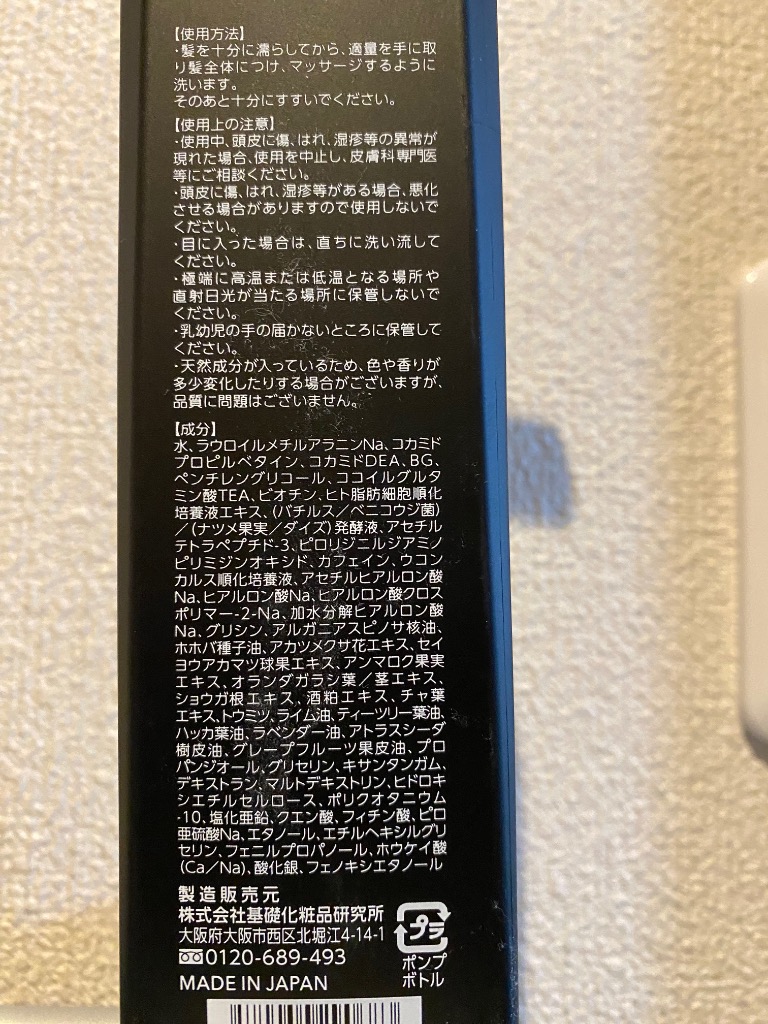 【使用方法】
・髪を十分に濡らしてから、適量を手に取
り髪全体につけ、マッサージするように
洗います。
そのあと十分にすすいでください。
【使用上の注意】
・使用中、頭皮に傷、はれ、湿疹等の異常が
現れた場合、使用を中止し、皮膚科専門医
等にご相談ください。
・頭皮に傷、はれ、湿疹等がある場合、悪化
させる場合がありますので使用しないで
ください。
・目に入った場合は、直ちに洗い流して
ください。
・極端に高温または低温となる場所や
直射日光が当たる場所に保管しないで
ください。
・乳幼児の手の届かないところに保管して
ください。
・天然成分が入っているため、色や香りが
多少変化したりする場合がございますが、
品質に問題はございません。
【成分】
水、ラウロイルメチルアラニンNa、コカミド
プロピルベタイン、コカミドDEA、BG、
ペンチレングリコール、ココイルグルタ
ミン酸TEA、ビオチン、ヒト脂肪細胞順化
培養液エキス、(バチルス/ベニコウジ菌)
/(ナツメ果実/ダイズ)発酵液、アセチル
テトラペプチド-3、ピロリジニルジアミノ
ピリミジンオキシド、カフェイン、ウコン
カルス順化培養液、アセチルヒアルロン酸
Na、ヒアルロン酸Na、ヒアルロン酸クロス
ポリマー-2-Na、加水分解ヒアルロン酸
Na、グリシン、アルガニアスピノサ核油、
ホホバ種子油、アカツメクサ花エキス、セイ
ヨウアカマツ球果エキス、アンマロク果実
エキス、オランダガラシ葉/茎エキス、
ショウガ根エキス、酒粕エキス、チャ葉
エキス、トウミツ、ライム油、ティーツリー葉油、
ハッカ葉油、ラベンダー油、アトラスシーダ
樹皮油、グレープフルーツ果皮油、プロ
パンジオール、グリセリン、キサンタンガム、
デキストラン、マルトデキストリン、ヒドロキ
シエチルセルロース、ポリクオタニウム
-10、塩化亜鉛、クエン酸、フィチン酸、ピロ
亜硫酸Na、エタノール、エチルヘキシルグリ
セリン、フェニルプロパノール、ホウケイ酸
(Ca/Na)、酸化銀、フェノキシエタノール
製造販売元
株式会社基礎化粧品研究所
大阪府大阪市西区北堀江4-14-1
0120-689-493
MADE IN JAPAN
プラ
ポンプ
ボトル